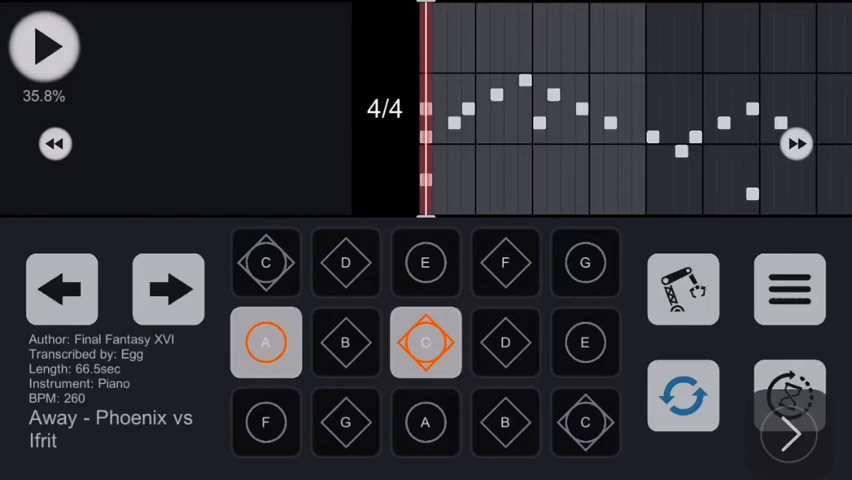 35.8%
4/4
C D E F G
A B C D E
F G A B C
Author: Final Fantasy XVI
Transcribed by: Egg
Length: 66.5sec
Instrument: Piano
BPM: 260
Away - Phoenix vs
Ifrit